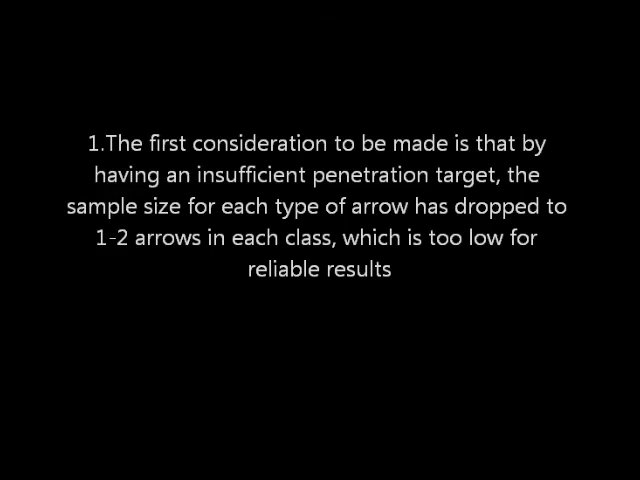 1.The first consideration to be made is that by
having an insufficient penetration target, the
sample size for each type of arrow has dropped to
1-2 arrows in each class, which is too low for
reliable results